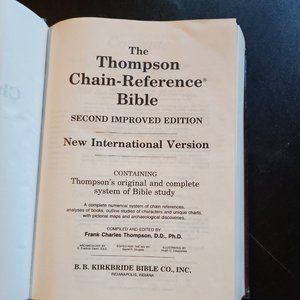 The
Thompson
Chain-Reference®
Bible
SECOND IMPROVED EDITION
New International Version
CONTAINING
Thompson's original and complete
system of Bible study
A complete numerical system of chain references,
analyses of books, outline studies of characters and unique charts,
with pictorial maps and archaeological discoveries.
COMPILED AND EDITED BY
Frank Charles Thompson, D.D., Ph.D.
B. B. KIRKBRIDE BIBLE CO., INC.
INDIANAPOLIS, INDIANA